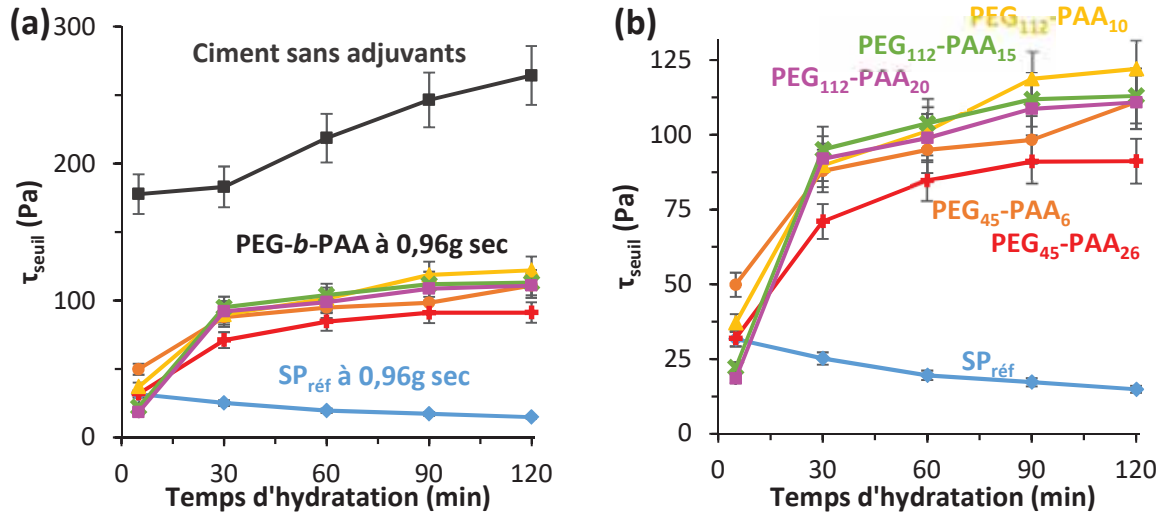 (a)
300
200
100
0
τseuil (Pa)
Ciment sans adjuvants
PEG-b-PAA à 0,96g sec
SPréf à 0,96g sec
0 30 60 90 120
Temps d'hydratation (min)
(b)
125
100
75
50
25
0
τseuil (Pa)
PEG112-PAA10
PEG112-PAA15
PEG112-PAA20
PEG45-PAA6
PEG45-PAA26
SPréf
0 30 60 90 120
Temps d'hydratation (min)